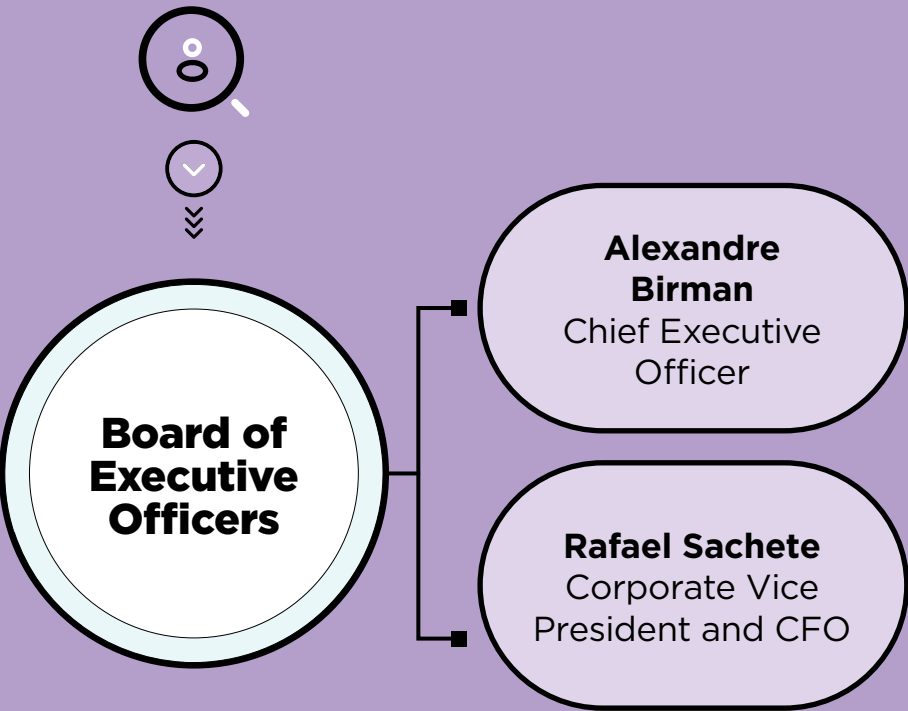 Board of
Executive
Officers
Alexandre
Birman
Chief Executive
Officer
Rafael Sachete
Corporate Vice
President and CFO